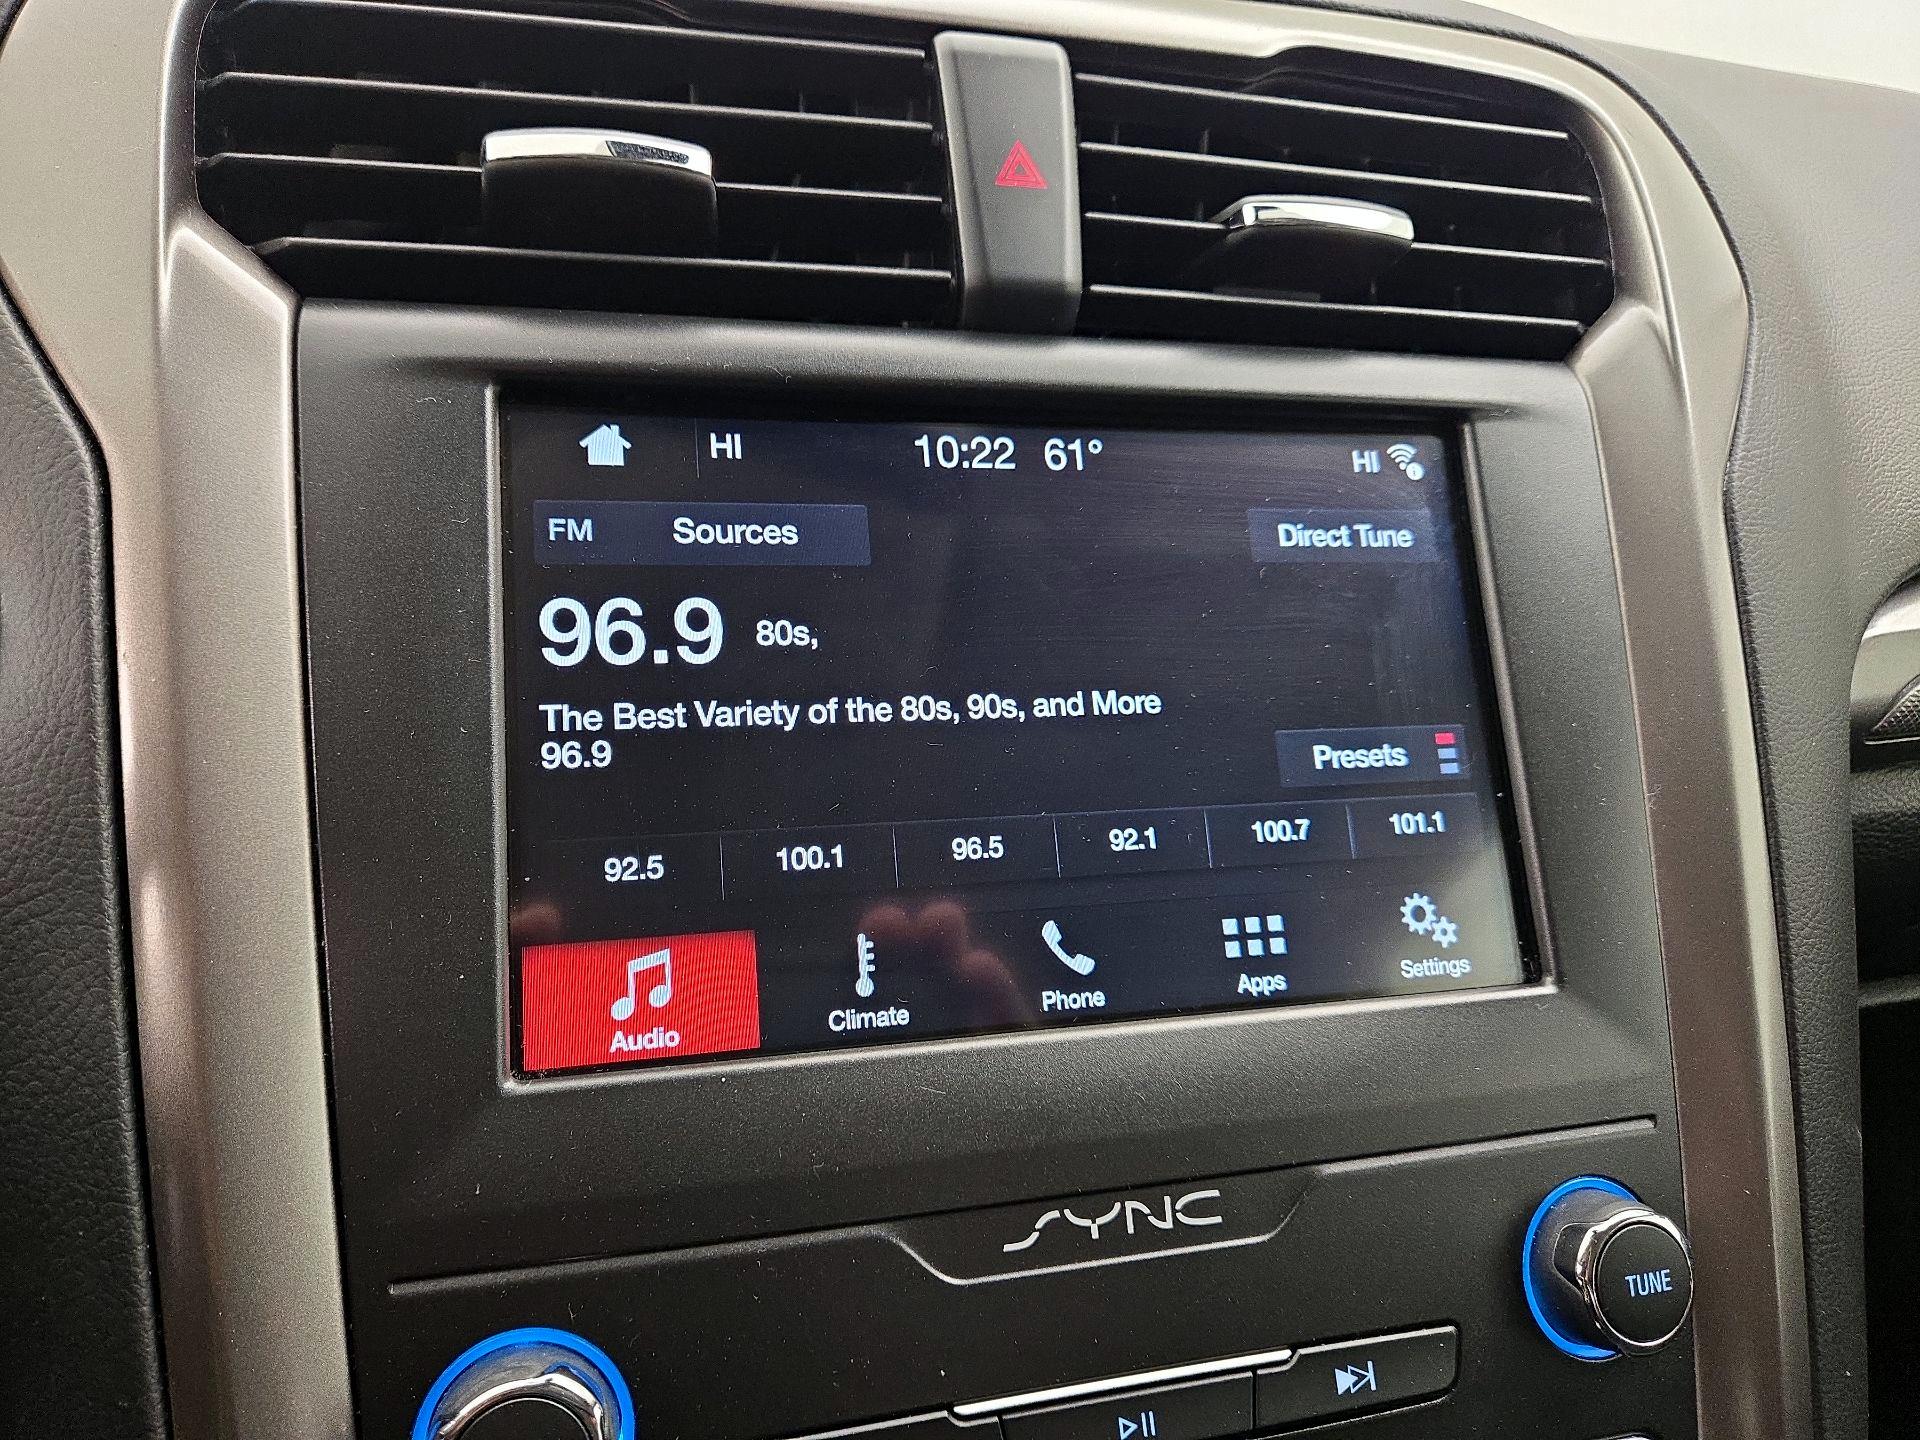 HI 10:22 61° HI
FM Sources Direct Tune
96.9 80s,
The Best Variety of the 80s, 90s, and More
96.9
Presets
92.5 100.1 96.5 92.1 100.7 101.1
Audio Climate Phone Apps Settings
SYNC
TUNE